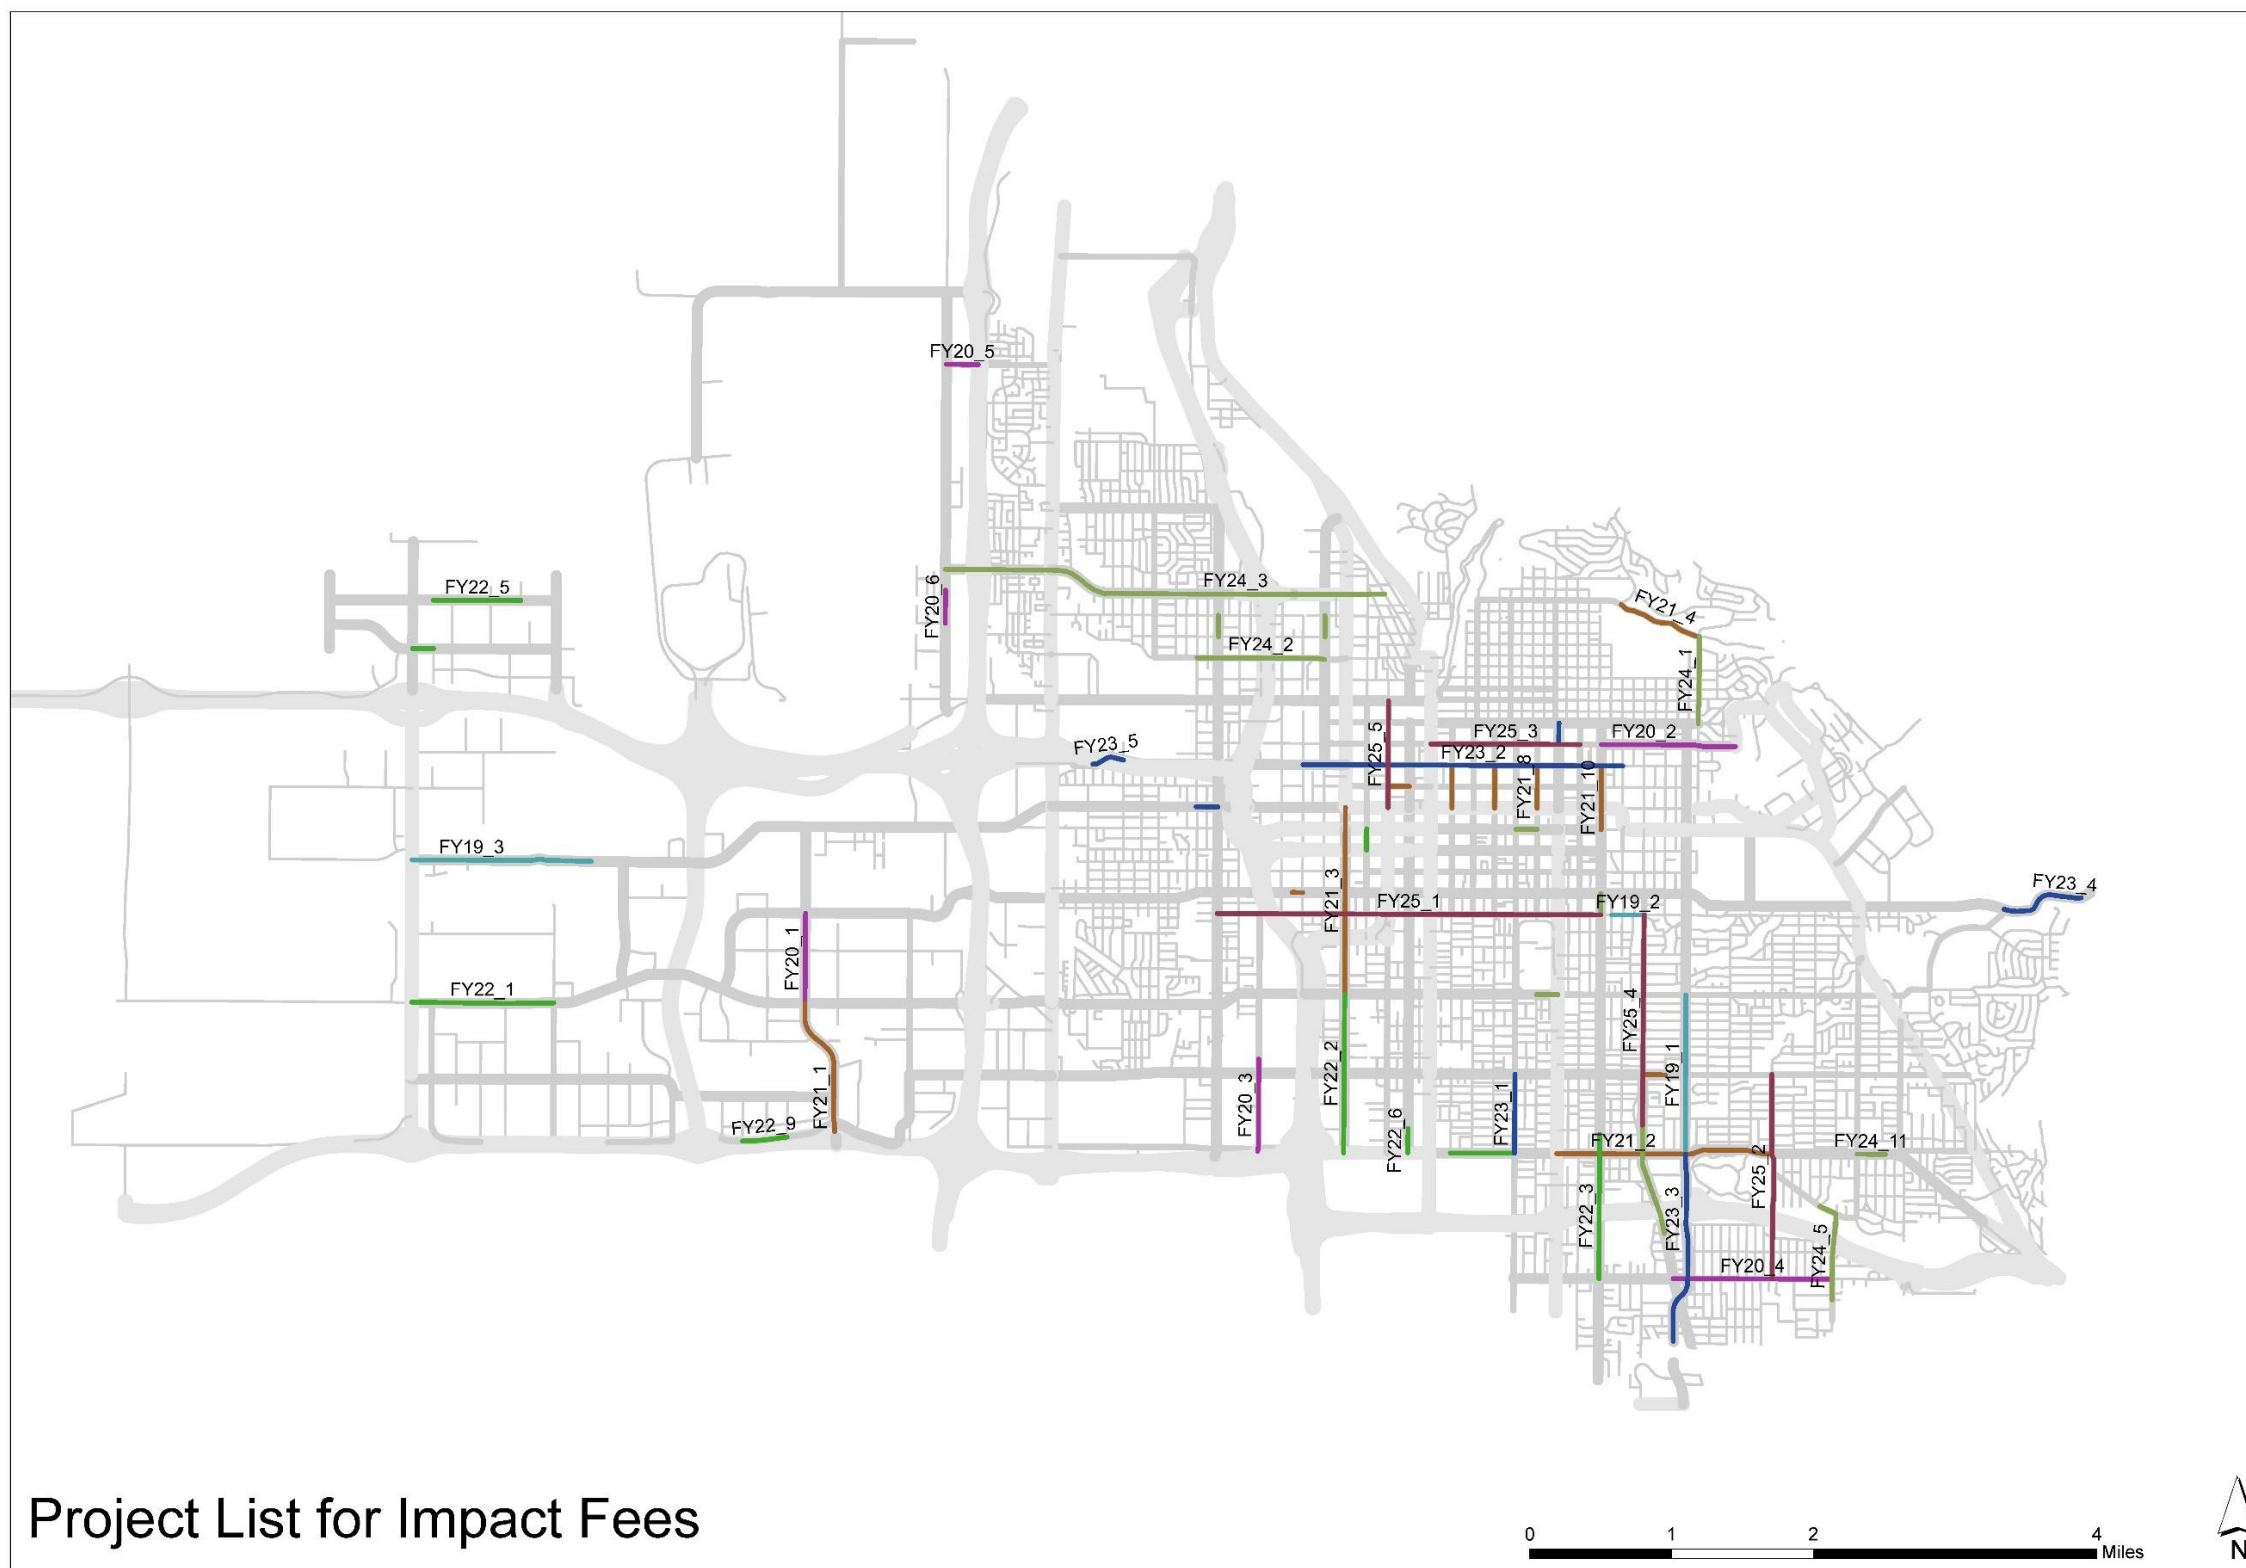 FY20_5
FY22_5
FY20_6
FY24_3
FY21_4
FY24_2
FY24_1
FY23_5
FY25_5
FY25_3
FY20_2
FY23_2
FY21_8
FY21_10
FY19_3
FY21_3
FY25_1
FY19_2
FY23_4
FY20_1
FY22_1
FY25_4
FY21_1
FY22_9
FY20_3
FY22_2
FY22_6
FY23_1
FY19_1
FY21_2
FY25_2
FY24_11
FY22_3
FY23_3
FY20_4
FY24_5
Project List for Impact Fees
0 1 2 4
Miles
N